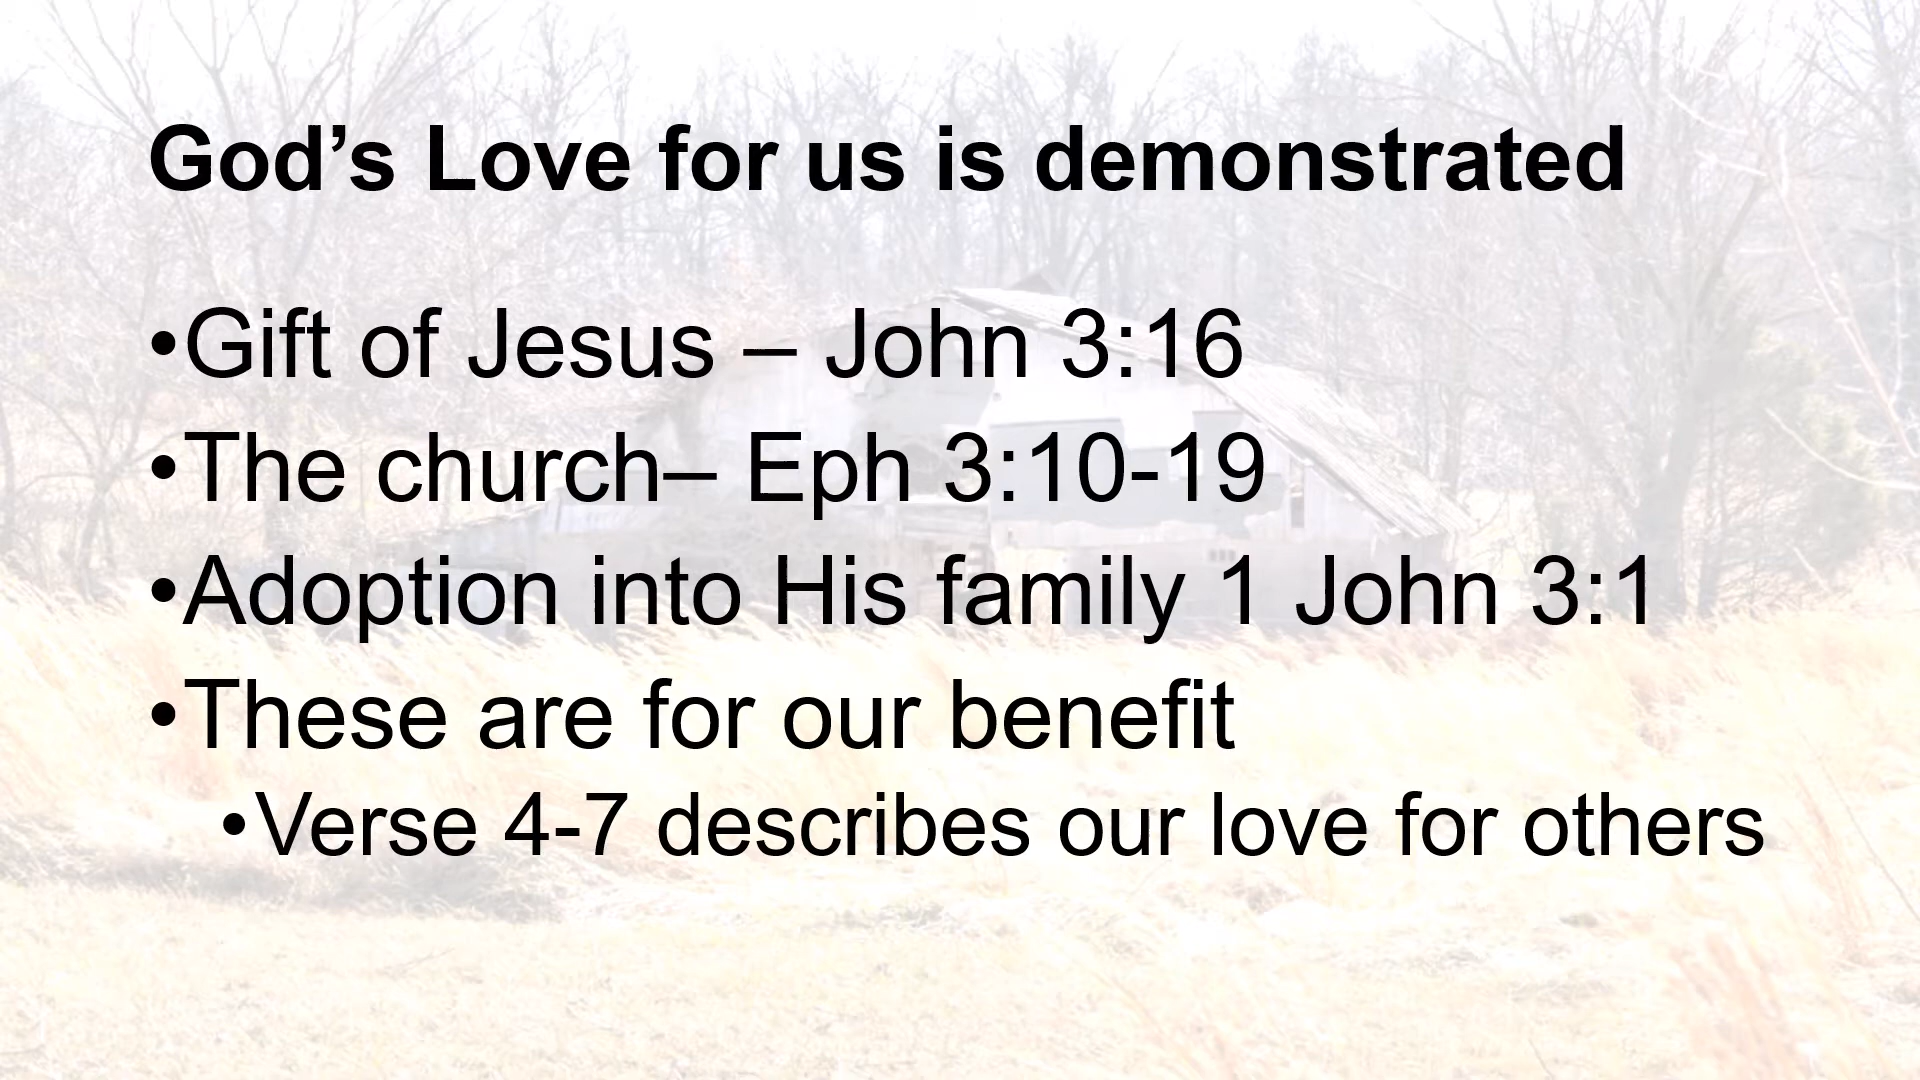 God’s Love for us is demonstrated
•Gift of Jesus – John 3:16
•The church– Eph 3:10-19
•Adoption into His family 1 John 3:1
•These are for our benefit
•Verse 4-7 describes our love for others